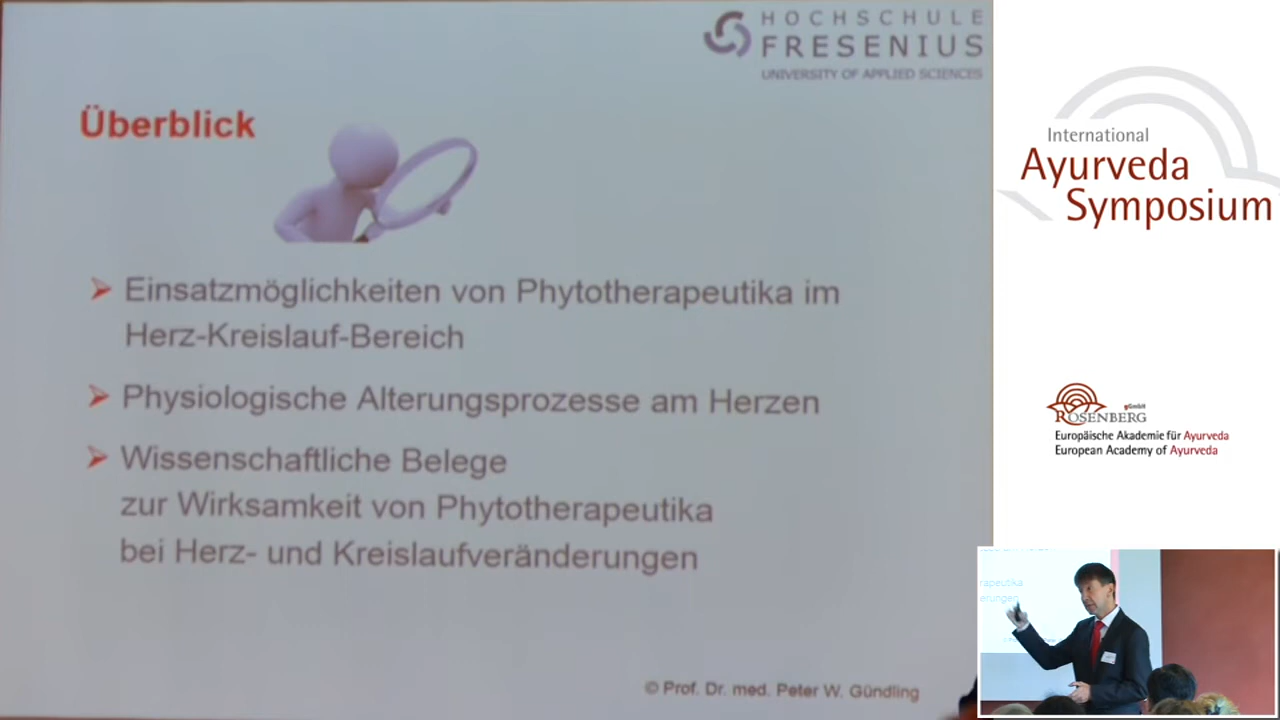 HOCHSCHULE
FRESENIUS
UNIVERSITY OF APPLIED SCIENCES
Überblick
Einsatzmöglichkeiten von Phytotherapeutika im
Herz-Kreislauf-Bereich
Physiologische Alterungsprozesse am Herzen
Wissenschaftliche Belege
zur Wirksamkeit von Phytotherapeutika
bei Herz- und Kreislaufveränderungen
© Prof. Dr. med. Peter W. Gündling
International
Ayurveda
Symposium
gGmbH
ROSENBERG
Europäische Akademie für Ayurveda
European Academy of Ayurveda
rapeutika
erungen